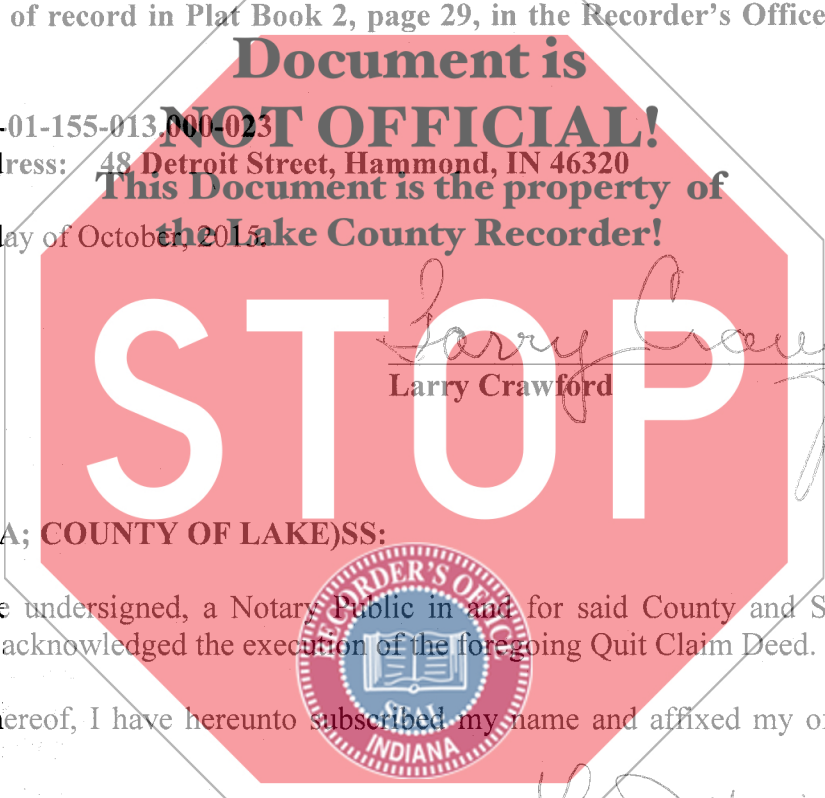 of record in Plat Book 2, page 29, in the Recorder's Office
Document is
NOT OFFICIAL!
-01-155-013.000-023
dress: 48 Detroit Street, Hammond, IN 46320
This Document is the property of
the Lake County Recorder!
day of October, 2015.
STOP
Larry Crawford
Larry Crawford
A; COUNTY OF LAKE)SS:
RECORDER'S OFFICE
SEAL
INDIANA
e undersigned, a Notary Public in and for said County and S
acknowledged the execution of the foregoing Quit Claim Deed.
hereof, I have hereunto subscribed my name and affixed my of